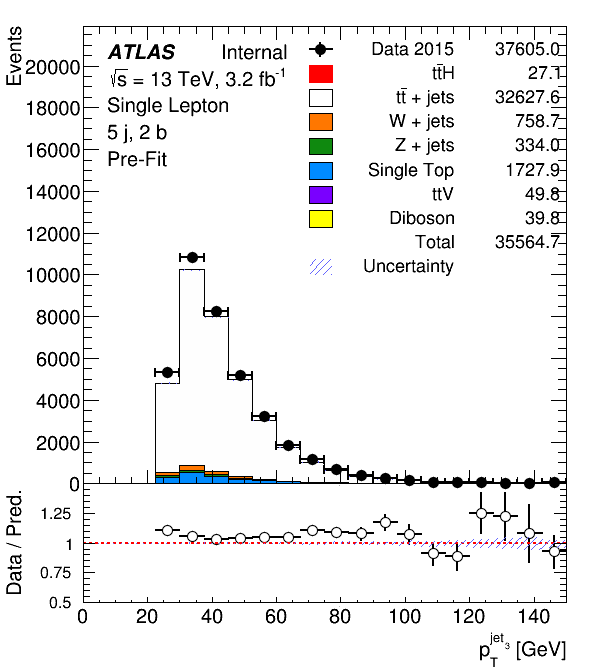 ATLAS Internal
√s = 13 TeV, 3.2 fb⁻¹
Single Lepton
5 j, 2 b
Pre-Fit
Data 2015 37605.0
tt̄H 27.1
tt̄ + jets 32627.6
W + jets 758.7
Z + jets 334.0
Single Top 1727.9
ttV 49.8
Diboson 39.8
Total 35564.7
Uncertainty
Events
20000
18000
16000
14000
12000
10000
8000
6000
4000
2000
0
Data / Pred.
1.25
1
0.75
0.5
0 20 40 60 80 100 120 140
p_T^jet₃ [GeV]